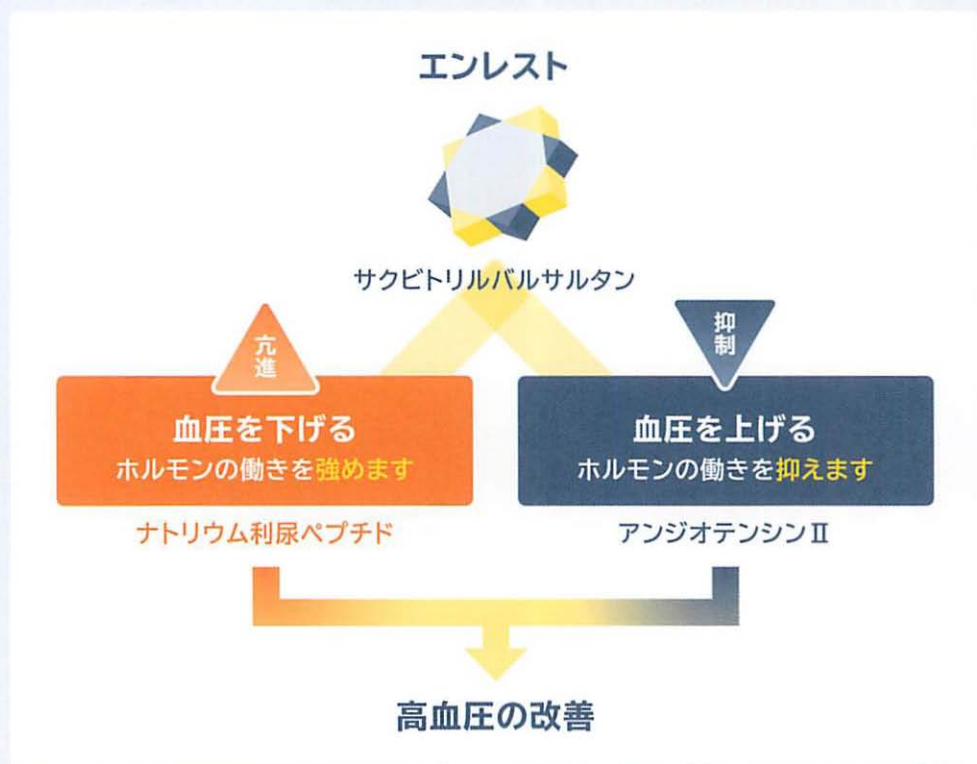 エンレスト
サクビトリルバルサルタン
亢進
血圧を下げる
ホルモンの働きを強めます
ナトリウム利尿ペプチド
抑制
血圧を上げる
ホルモンの働きを抑えます
アンジオテンシンⅡ
高血圧の改善